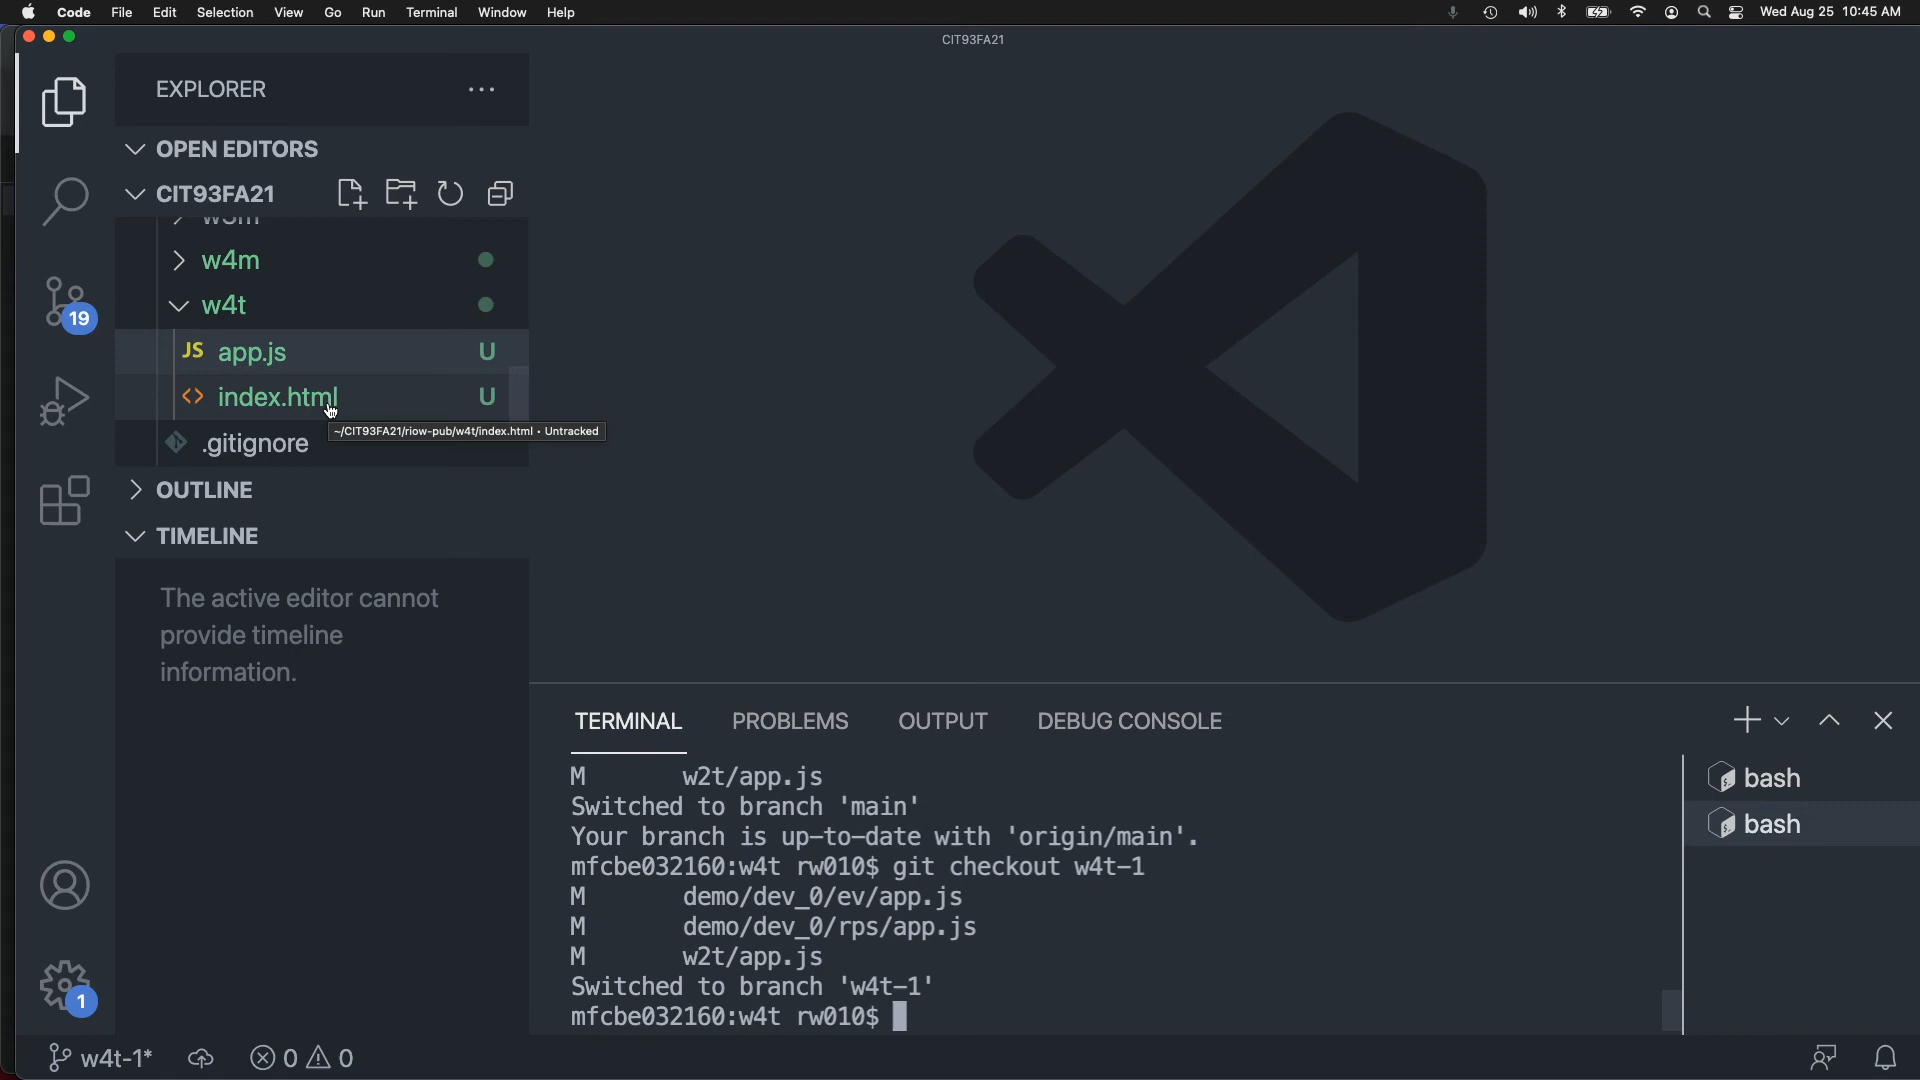 Code File Edit Selection View Go Run Terminal Window Help
Wed Aug 25 10:45 AM
CIT93FA21
EXPLORER
OPEN EDITORS
CIT93FA21
w3m
w4m
w4t
JS app.js U
index.html U
~/CIT93FA21/riow-pub/w4t/index.html • Untracked
.gitignore
OUTLINE
TIMELINE
The active editor cannot
provide timeline
information.
19
1
TERMINAL PROBLEMS OUTPUT DEBUG CONSOLE
M w2t/app.js
Switched to branch 'main'
Your branch is up-to-date with 'origin/main'.
mfcbe032160:w4t rw010$ git checkout w4t-1
M demo/dev_0/ev/app.js
M demo/dev_0/rps/app.js
M w2t/app.js
Switched to branch 'w4t-1'
mfcbe032160:w4t rw010$
bash
bash
w4t-1* 0 0